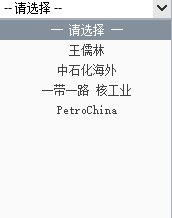 -- 请选择 --
— 请选择 —
王儒林
中石化海外
一带一路 核工业
PetroChina